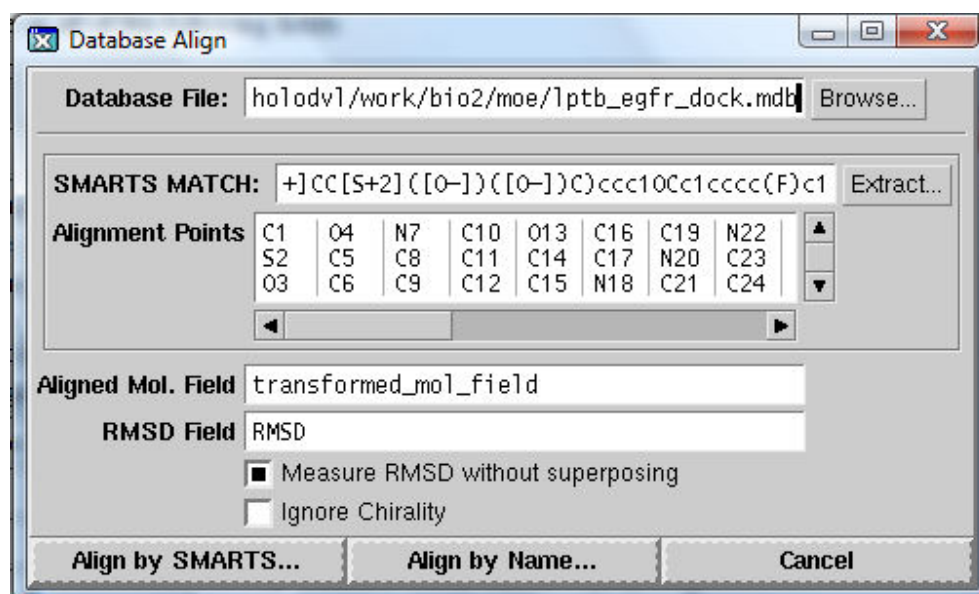 Database Align
Database File: holodvl/work/bio2/moe/lptb_egfr_dock.mdb Browse...
SMARTS MATCH: +]CC[S+2]([O-])([O-])C)ccc1OCc1cccc(F)c1 Extract...
Alignment Points C1 O4 N7 C10 O13 C16 C19 N22
S2 C5 C8 C11 C14 C17 N20 C23
O3 C6 C9 C12 C15 N18 C21 C24
Aligned Mol. Field transformed_mol_field
RMSD Field RMSD
Measure RMSD without superposing
Ignore Chirality
Align by SMARTS... Align by Name... Cancel